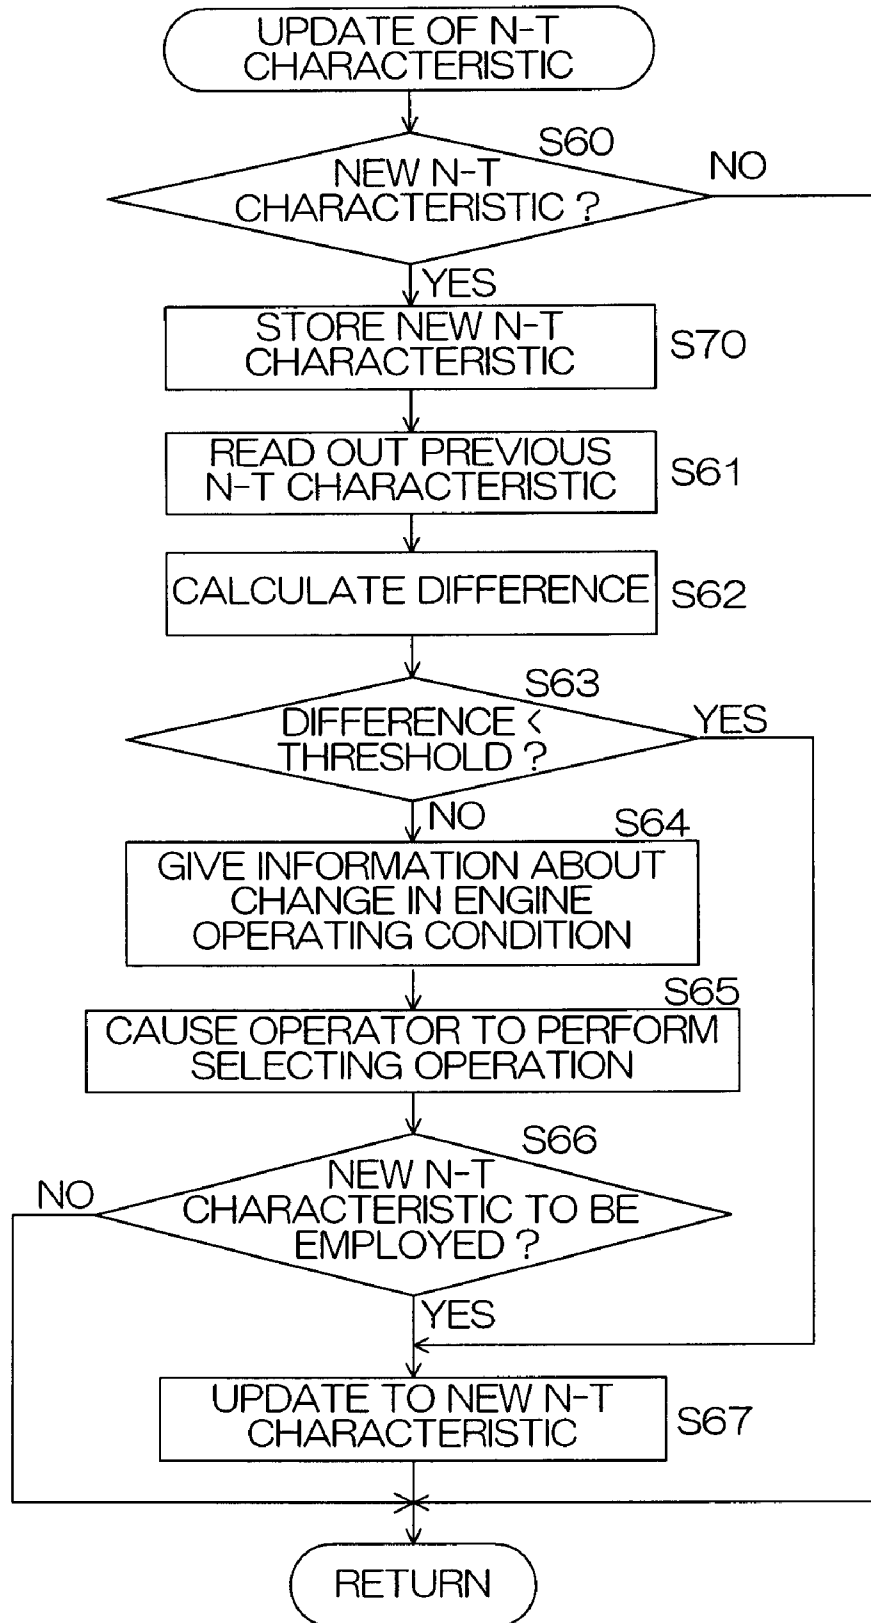 UPDATE OF N-T
CHARACTERISTIC
S60
NEW N-T
CHARACTERISTIC ?
NO
YES
STORE NEW N-T
CHARACTERISTIC
S70
READ OUT PREVIOUS
N-T CHARACTERISTIC
S61
CALCULATE DIFFERENCE
S62
S63
DIFFERENCE <
THRESHOLD ?
YES
NO
S64
GIVE INFORMATION ABOUT
CHANGE IN ENGINE
OPERATING CONDITION
S65
CAUSE OPERATOR TO PERFORM
SELECTING OPERATION
S66
NEW N-T
CHARACTERISTIC TO BE
EMPLOYED ?
NO
YES
UPDATE TO NEW N-T
CHARACTERISTIC
S67
RETURN